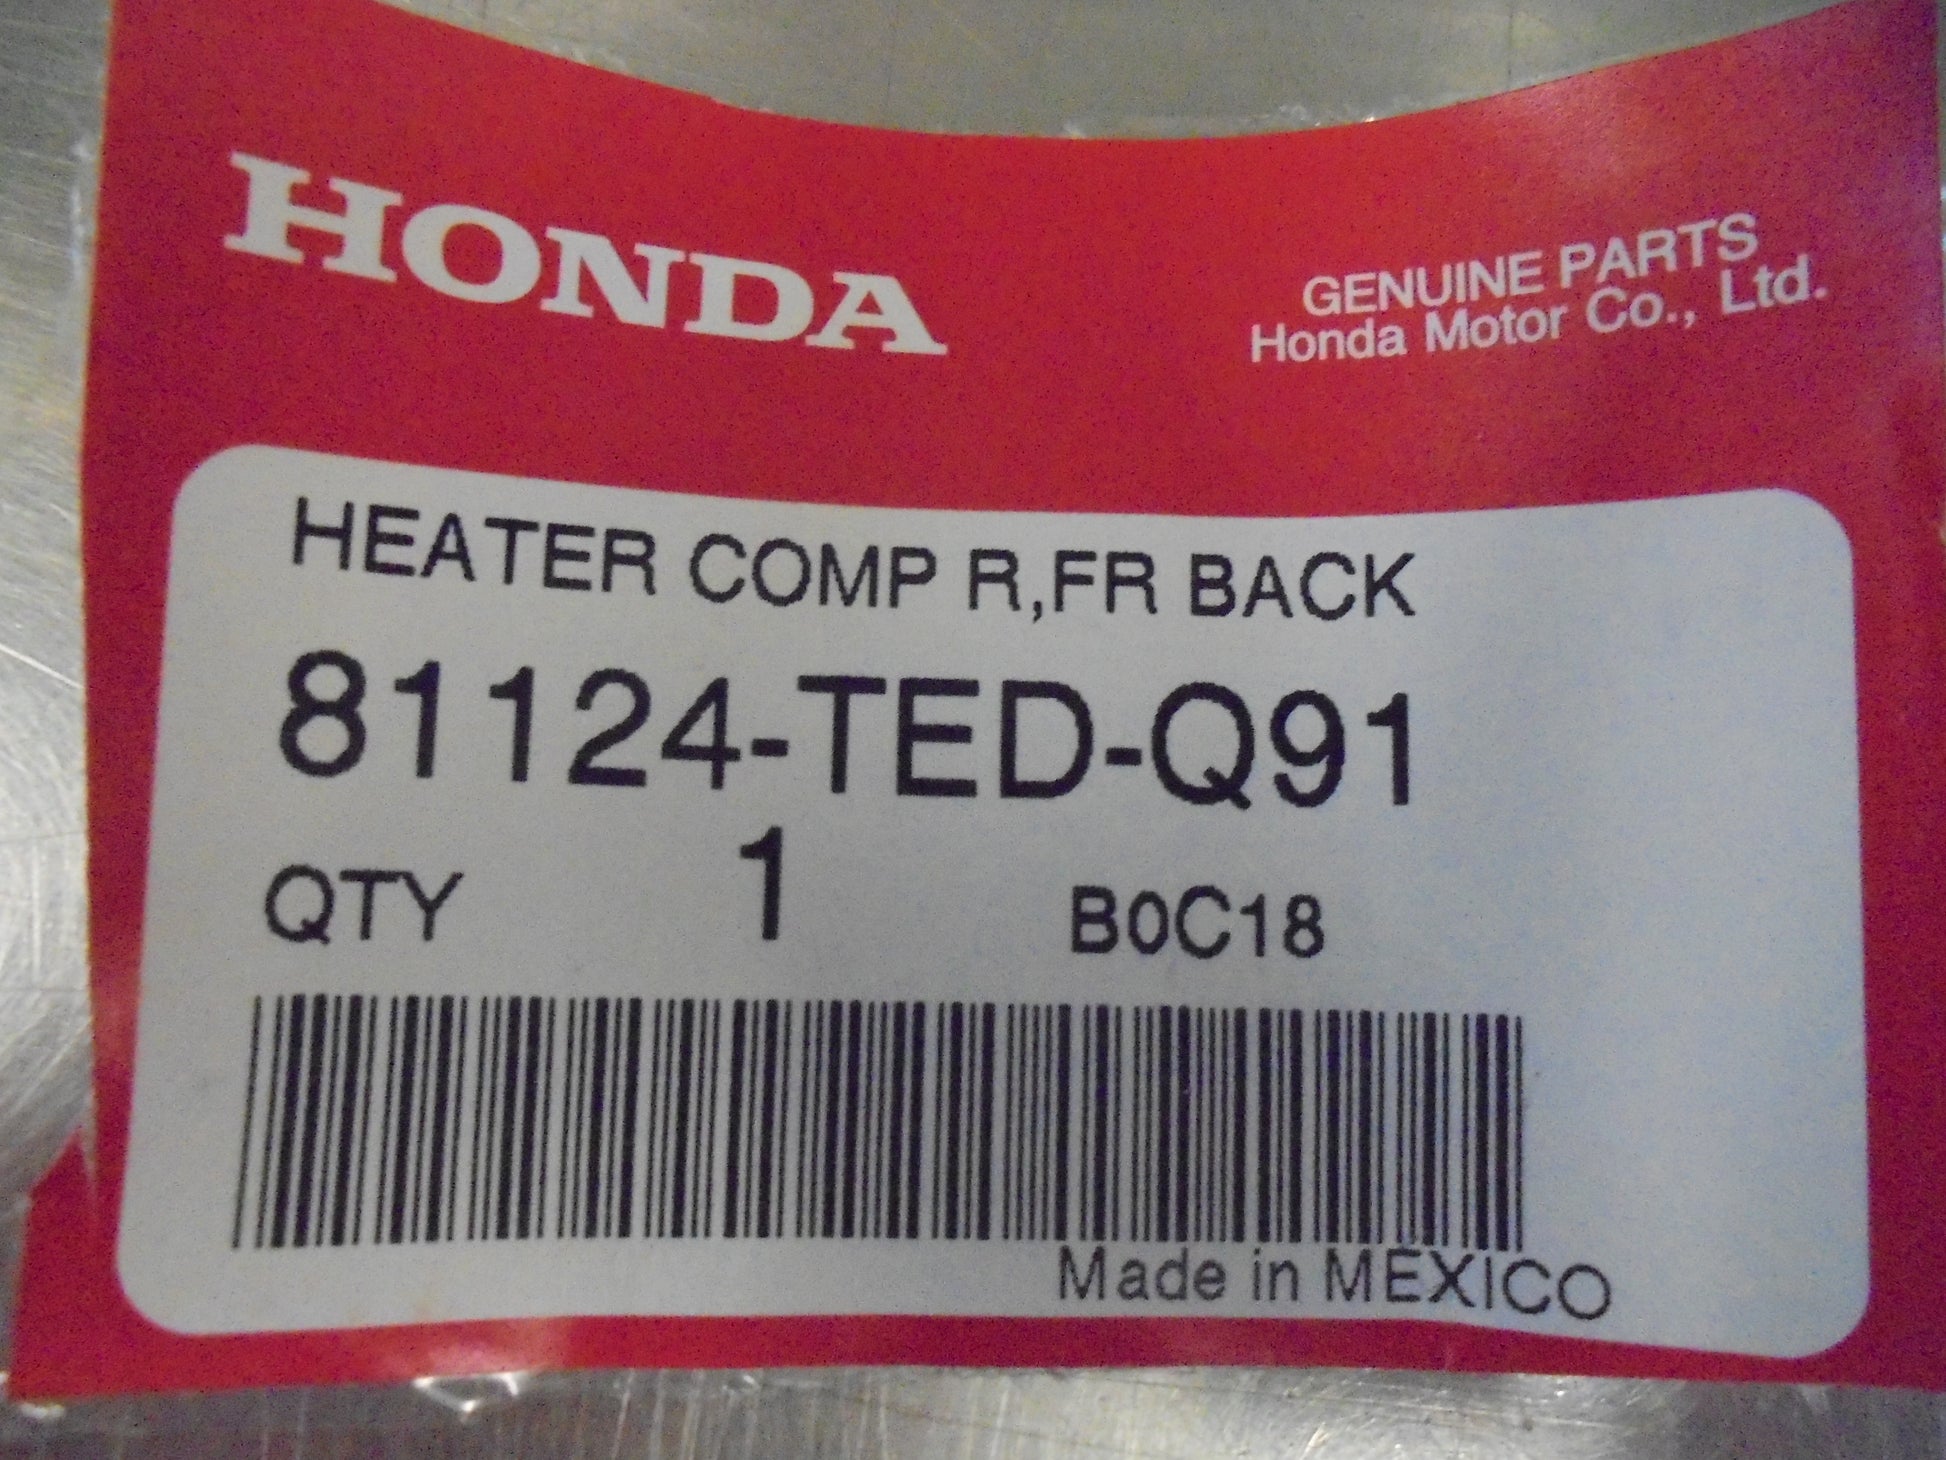 HONDA
GENUINE PARTS
Honda Motor Co., Ltd.
HEATER COMP R,FR BACK
81124-TED-Q91
QTY 1 B0C18
Made in MEXICO